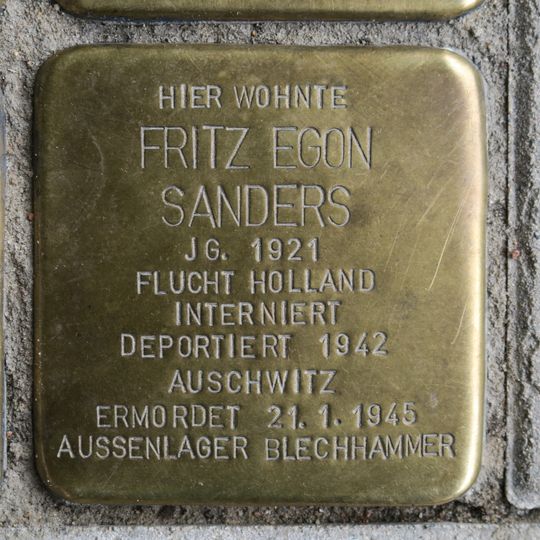 HIER WOHNTE
FRITZ EGON
SANDERS
JG. 1921
FLUCHT HOLLAND
INTERNIERT
DEPORTIERT 1942
AUSCHWITZ
ERMORDET 21.1.1945
AUSSENLAGER BLECHHAMMER